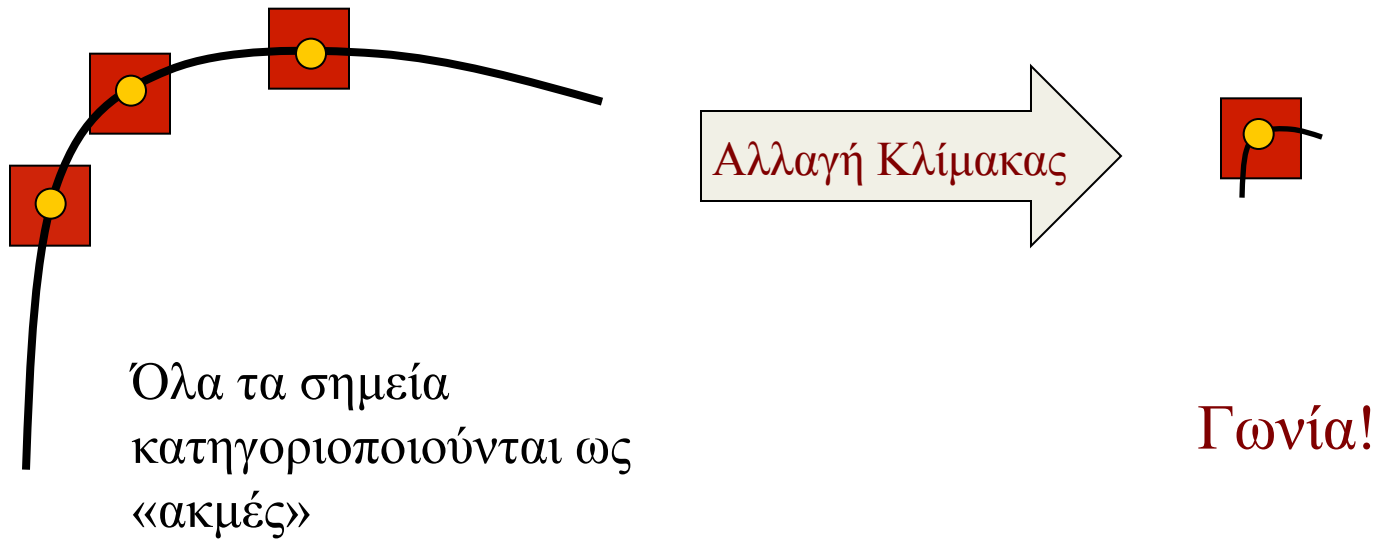 Αλλαγή Κλίμακας
Όλα τα σημεία
κατηγοριοποιούνται ως
«ακμές»
Γωνία!